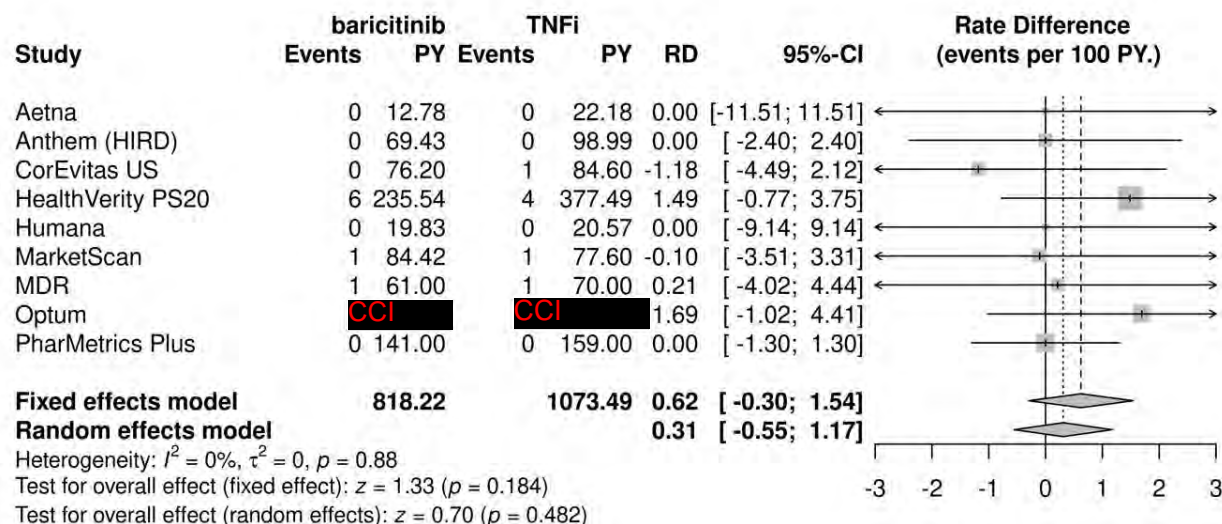 baricitinib TNFi Rate Difference
Study Events PY Events PY RD 95%-CI (events per 100 PY.)
Aetna 0 12.78 0 22.18 0.00 [-11.51; 11.51]
Anthem (HIRD) 0 69.43 0 98.99 0.00 [ -2.40; 2.40]
CorEvitas US 0 76.20 1 84.60 -1.18 [ -4.49; 2.12]
HealthVerity PS20 6 235.54 4 377.49 1.49 [ -0.77; 3.75]
Humana 0 19.83 0 20.57 0.00 [ -9.14; 9.14]
MarketScan 1 84.42 1 77.60 -0.10 [ -3.51; 3.31]
MDR 1 61.00 1 70.00 0.21 [ -4.02; 4.44]
Optum CCI CCI 1.69 [ -1.02; 4.41]
PharMetrics Plus 0 141.00 0 159.00 0.00 [ -1.30; 1.30]
Fixed effects model 818.22 1073.49 0.62 [ -0.30; 1.54]
Random effects model 0.31 [ -0.55; 1.17]
Heterogeneity: I² = 0%, τ² = 0, p = 0.88
Test for overall effect (fixed effect): z = 1.33 (p = 0.184)
Test for overall effect (random effects): z = 0.70 (p = 0.482)
-3 -2 -1 0 1 2 3